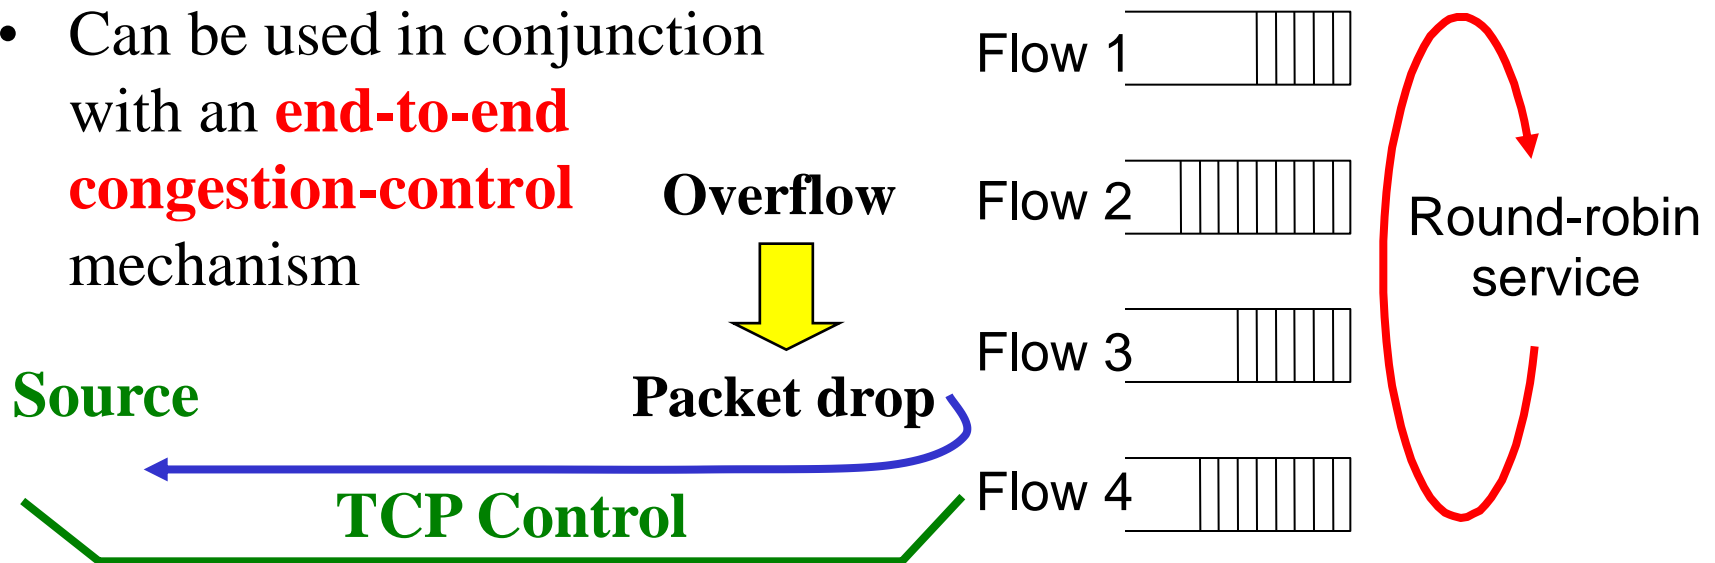 • Can be used in conjunction
with an end-to-end
congestion-control
mechanism
Overflow
Packet drop
Source
TCP Control
Flow 1
Flow 2
Flow 3
Flow 4
Round-robin
service